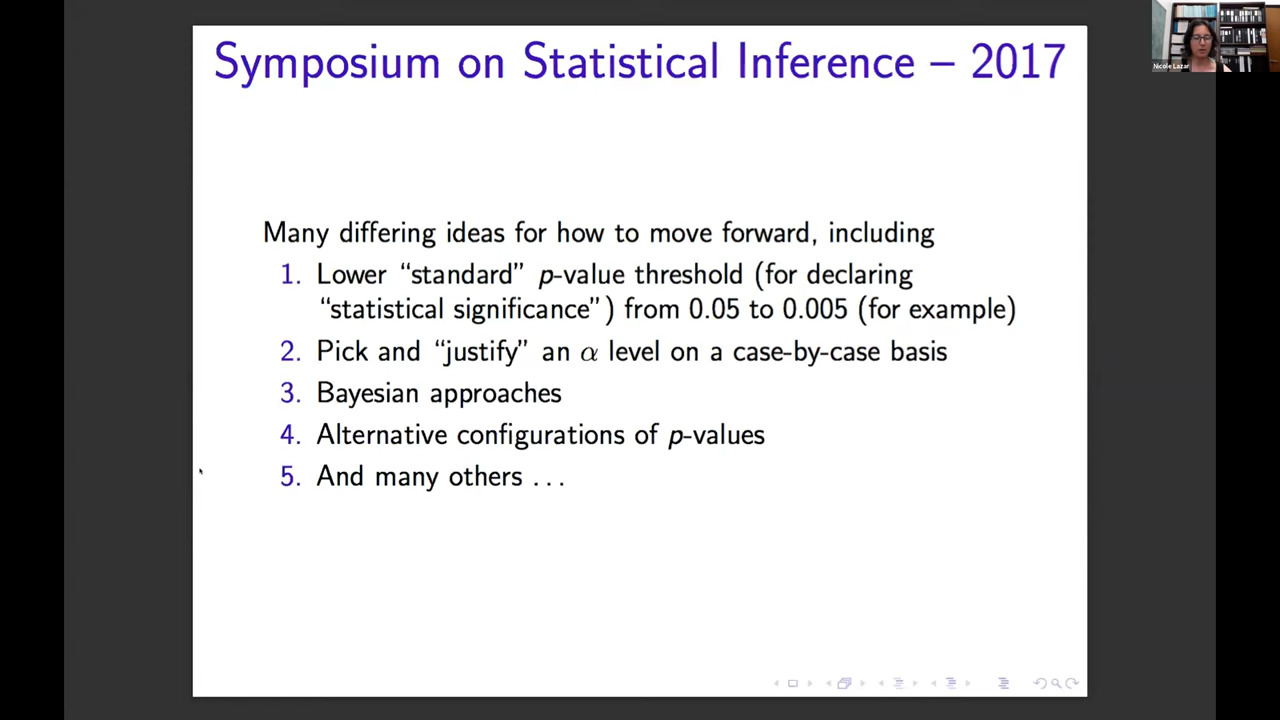 Symposium on Statistical Inference – 2017
Nicole Lazar
Many differing ideas for how to move forward, including
1. Lower “standard” p-value threshold (for declaring
“statistical significance”) from 0.05 to 0.005 (for example)
2. Pick and “justify” an α level on a case-by-case basis
3. Bayesian approaches
4. Alternative configurations of p-values
5. And many others . . .